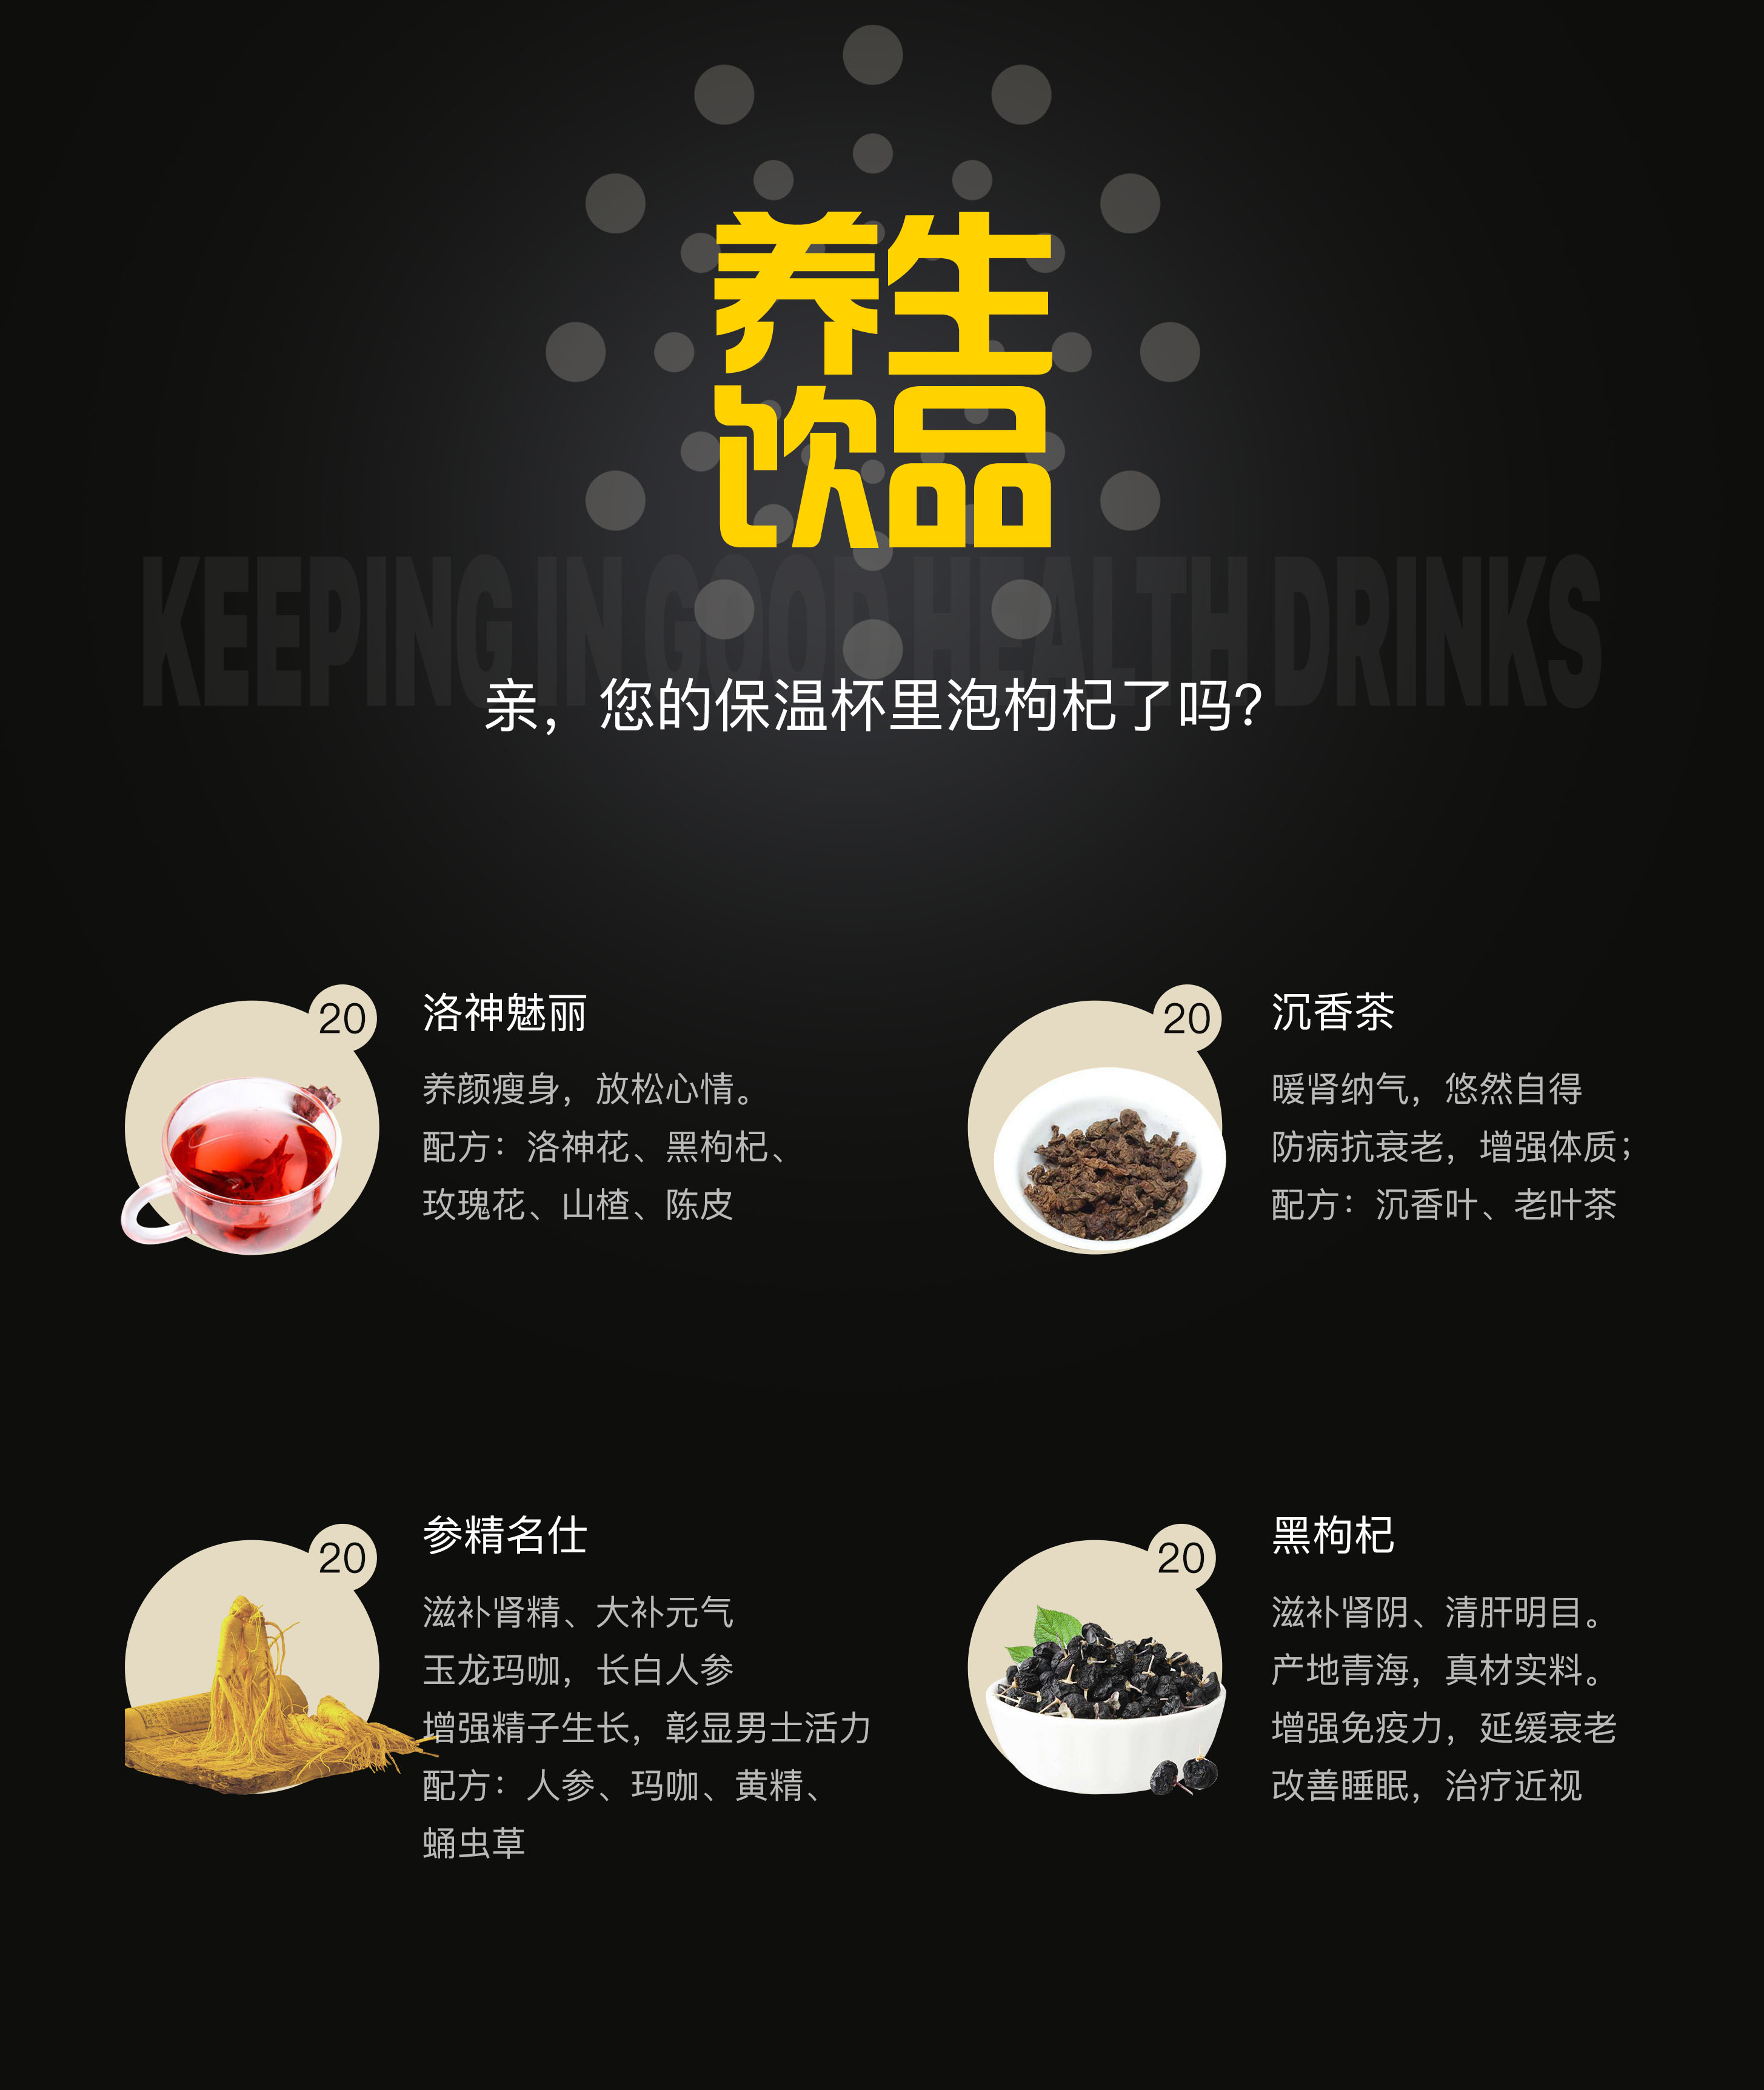 养生
饮品
KEEPING IN GOOD HEALTH DRINKS
亲，您的保温杯里泡枸杞了吗?
20
洛神魅丽
养颜瘦身，放松心情。
配方：洛神花、黑枸杞、
玫瑰花、山楂、陈皮
20
沉香茶
暖肾纳气，悠然自得
防病抗衰老，增强体质；
配方：沉香叶、老叶茶
20
参精名仕
滋补肾精、大补元气
玉龙玛咖，长白人参
增强精子生长，彰显男士活力
配方：人参、玛咖、黄精、
蛹虫草
20
黑枸杞
滋补肾阴、清肝明目。
产地青海，真材实料。
增强免疫力，延缓衰老
改善睡眠，治疗近视